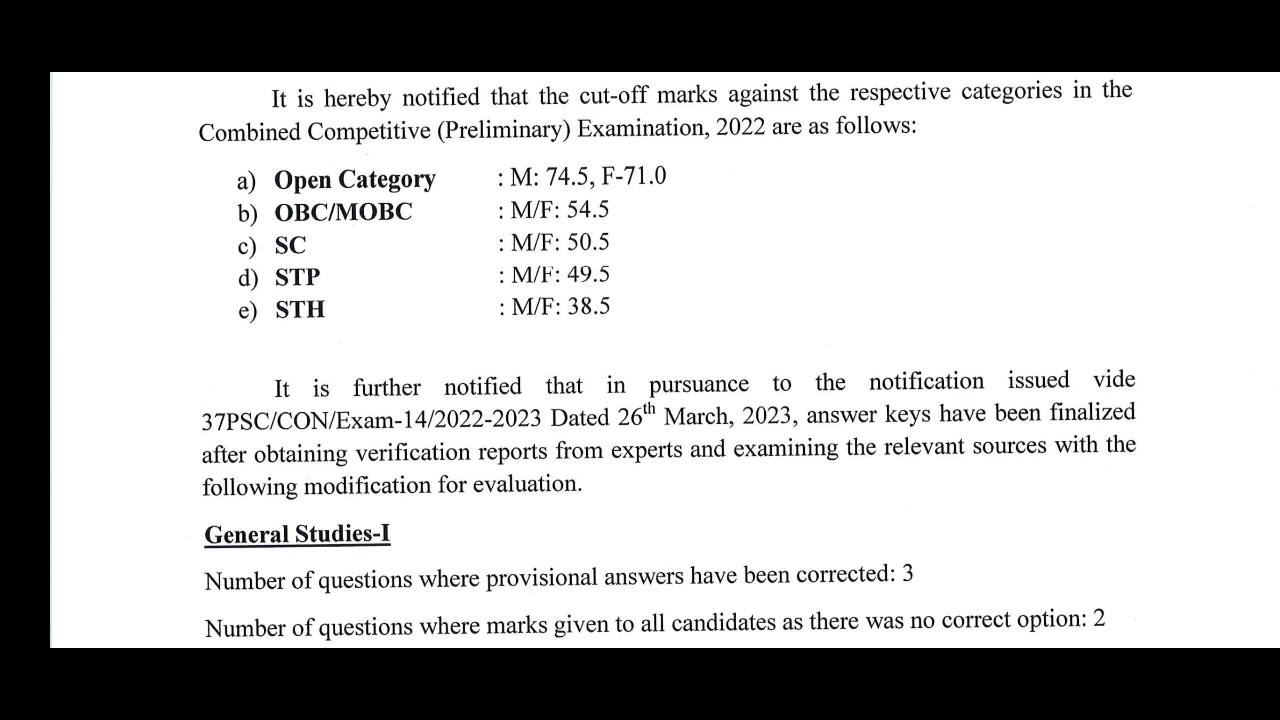 It is hereby notified that the cut-off marks against the respective categories in the
Combined Competitive (Preliminary) Examination, 2022 are as follows:
a) Open Category : M: 74.5, F-71.0
b) OBC/MOBC : M/F: 54.5
c) SC : M/F: 50.5
d) STP : M/F: 49.5
e) STH : M/F: 38.5
It is further notified that in pursuance to the notification issued vide
37PSC/CON/Exam-14/2022-2023 Dated 26th March, 2023, answer keys have been finalized
after obtaining verification reports from experts and examining the relevant sources with the
following modification for evaluation.
General Studies-I
Number of questions where provisional answers have been corrected: 3
Number of questions where marks given to all candidates as there was no correct option: 2